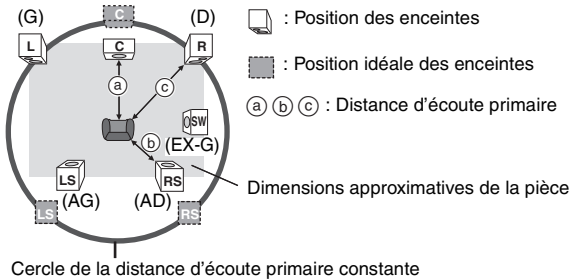 (G)
C
(D)
L
C
R
a
c
SW
(EX-G)
b
LS
RS
(AG)
(AD)
LS
RS
: Position des enceintes
: Position idéale des enceintes
a b c : Distance d'écoute primaire
Dimensions approximatives de la pièce
Cercle de la distance d'écoute primaire constante